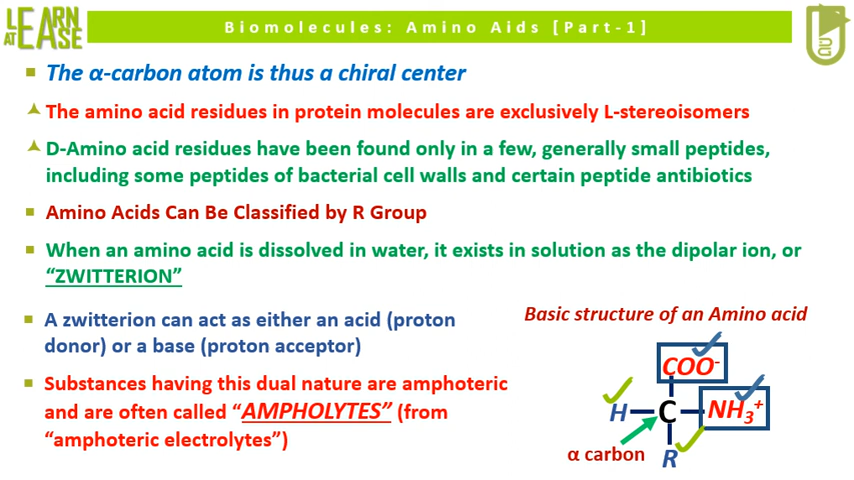 LEARN
AT EASE
Biomolecules: Amino Aids [Part-1]
The α-carbon atom is thus a chiral center
The amino acid residues in protein molecules are exclusively L-stereoisomers
D-Amino acid residues have been found only in a few, generally small peptides,
including some peptides of bacterial cell walls and certain peptide antibiotics
Amino Acids Can Be Classified by R Group
When an amino acid is dissolved in water, it exists in solution as the dipolar ion, or
“ZWITTERION”
A zwitterion can act as either an acid (proton
donor) or a base (proton acceptor)
Substances having this dual nature are amphoteric
and are often called “AMPHOLYTES” (from
“amphoteric electrolytes”)
Basic structure of an Amino acid
COO⁻
H C NH₃⁺
α carbon R